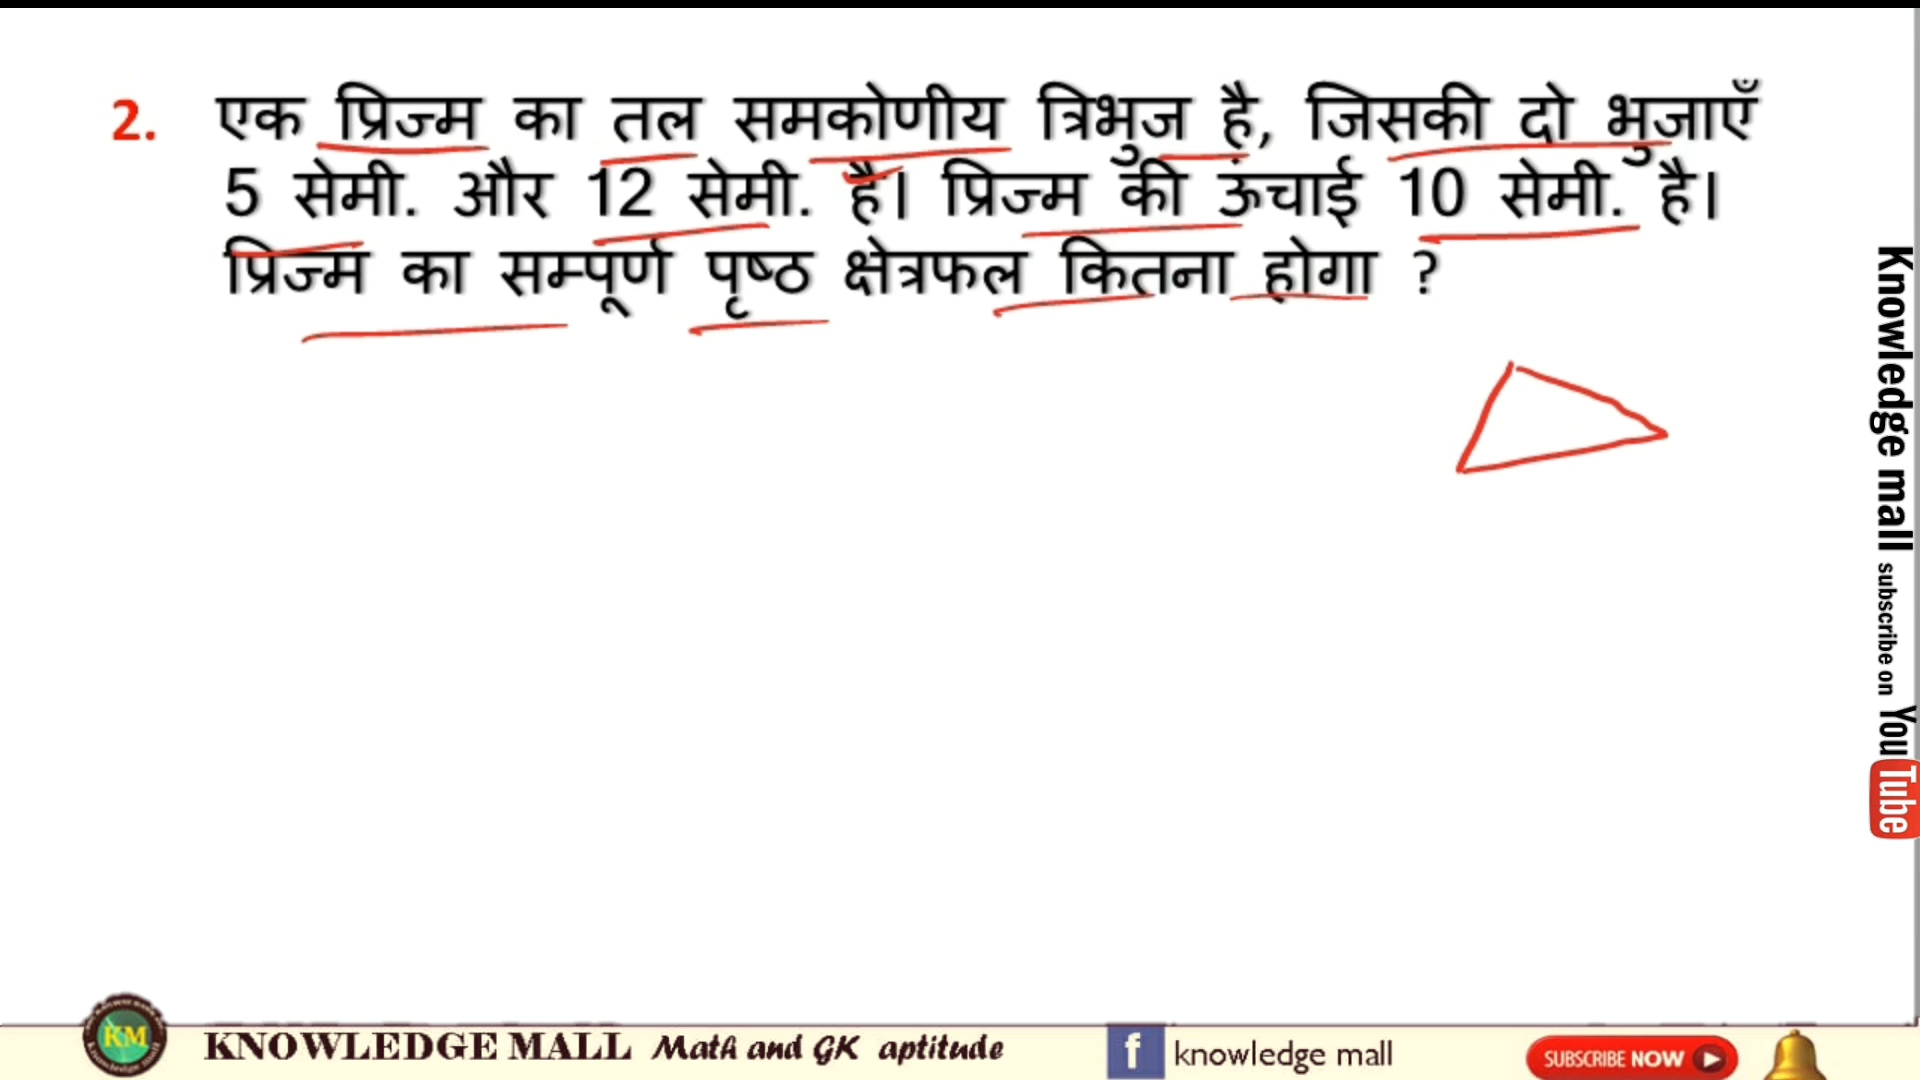 2. एक प्रिज्म का तल समकोणीय त्रिभुज है, जिसकी दो भुजाएँ
5 सेमी. और 12 सेमी. है। प्रिज्म की ऊंचाई 10 सेमी. है।
प्रिज्म का सम्पूर्ण पृष्ठ क्षेत्रफल कितना होगा ?
Knowledge mall subscribe on YouTube
KM
KNOWLEDGE MALL Math and GK aptitude
f knowledge mall
SUBSCRIBE NOW